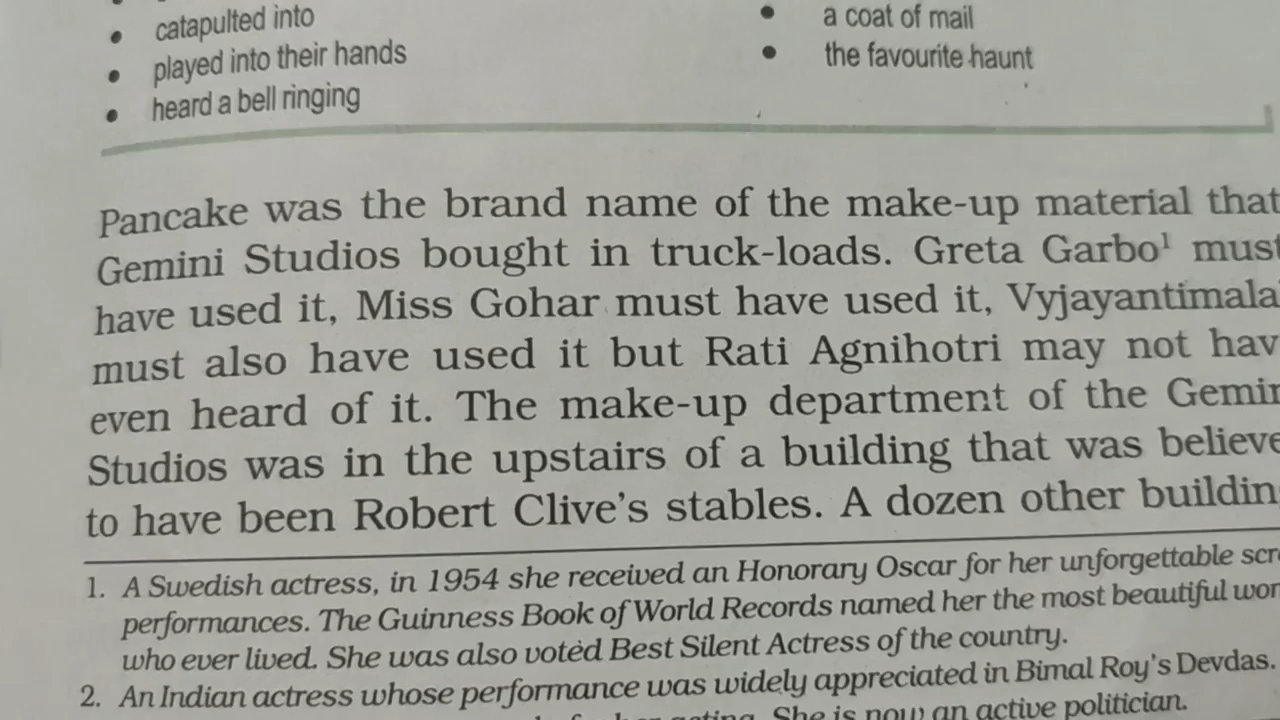 catapulted into
played into their hands
heard a bell ringing
a coat of mail
the favourite haunt
Pancake was the brand name of the make-up material that
Gemini Studios bought in truck-loads. Greta Garbo¹ must
have used it, Miss Gohar must have used it, Vyjayantimala
must also have used it but Rati Agnihotri may not hav
even heard of it. The make-up department of the Gemin
Studios was in the upstairs of a building that was believe
to have been Robert Clive's stables. A dozen other buildin
1. A Swedish actress, in 1954 she received an Honorary Oscar for her unforgettable scr
performances. The Guinness Book of World Records named her the most beautiful wo
who ever lived. She was also voted Best Silent Actress of the country.
2. An Indian actress whose performance was widely appreciated in Bimal Roy's Devdas.
acting. She is now an active politician.